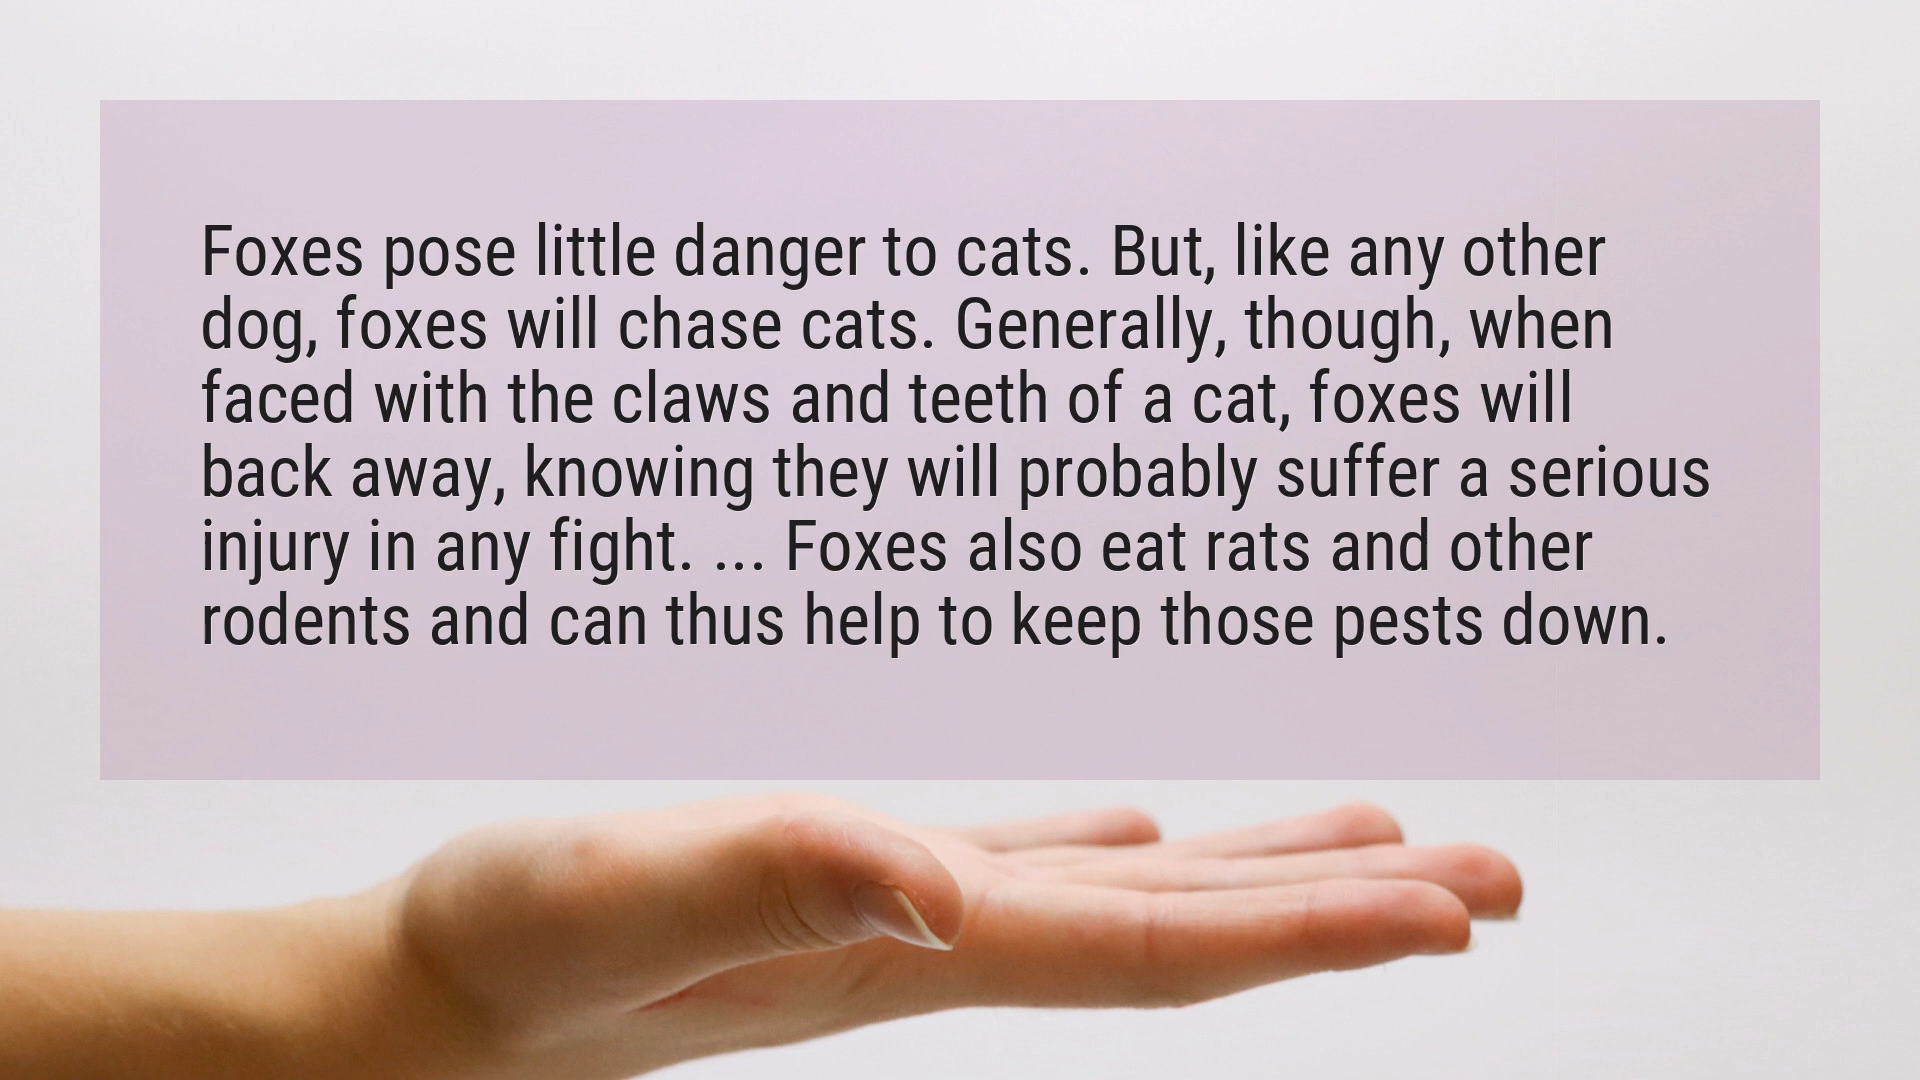 Foxes pose little danger to cats. But, like any other
dog, foxes will chase cats. Generally, though, when
faced with the claws and teeth of a cat, foxes will
back away, knowing they will probably suffer a serious
injury in any fight. ... Foxes also eat rats and other
rodents and can thus help to keep those pests down.